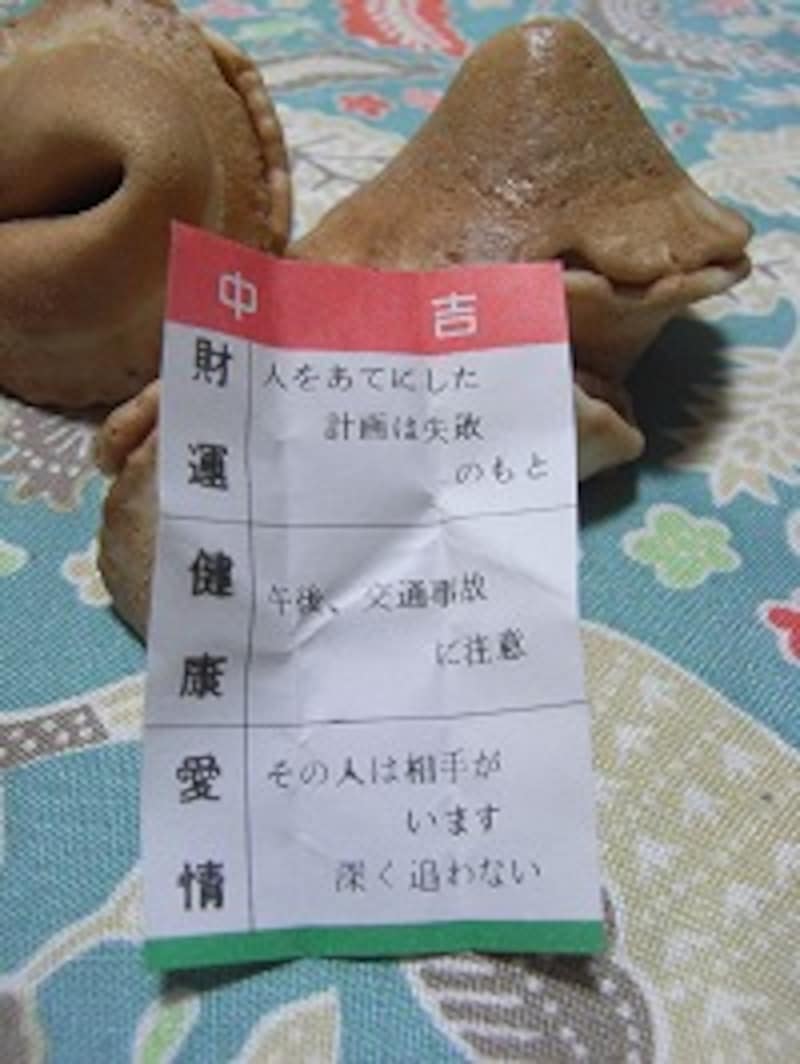 中 吉
財運
人をあてにした
計画は失敗
のもと
健康
午後、交通事故
に注意
愛情
その人は相手が
います
深く追わない